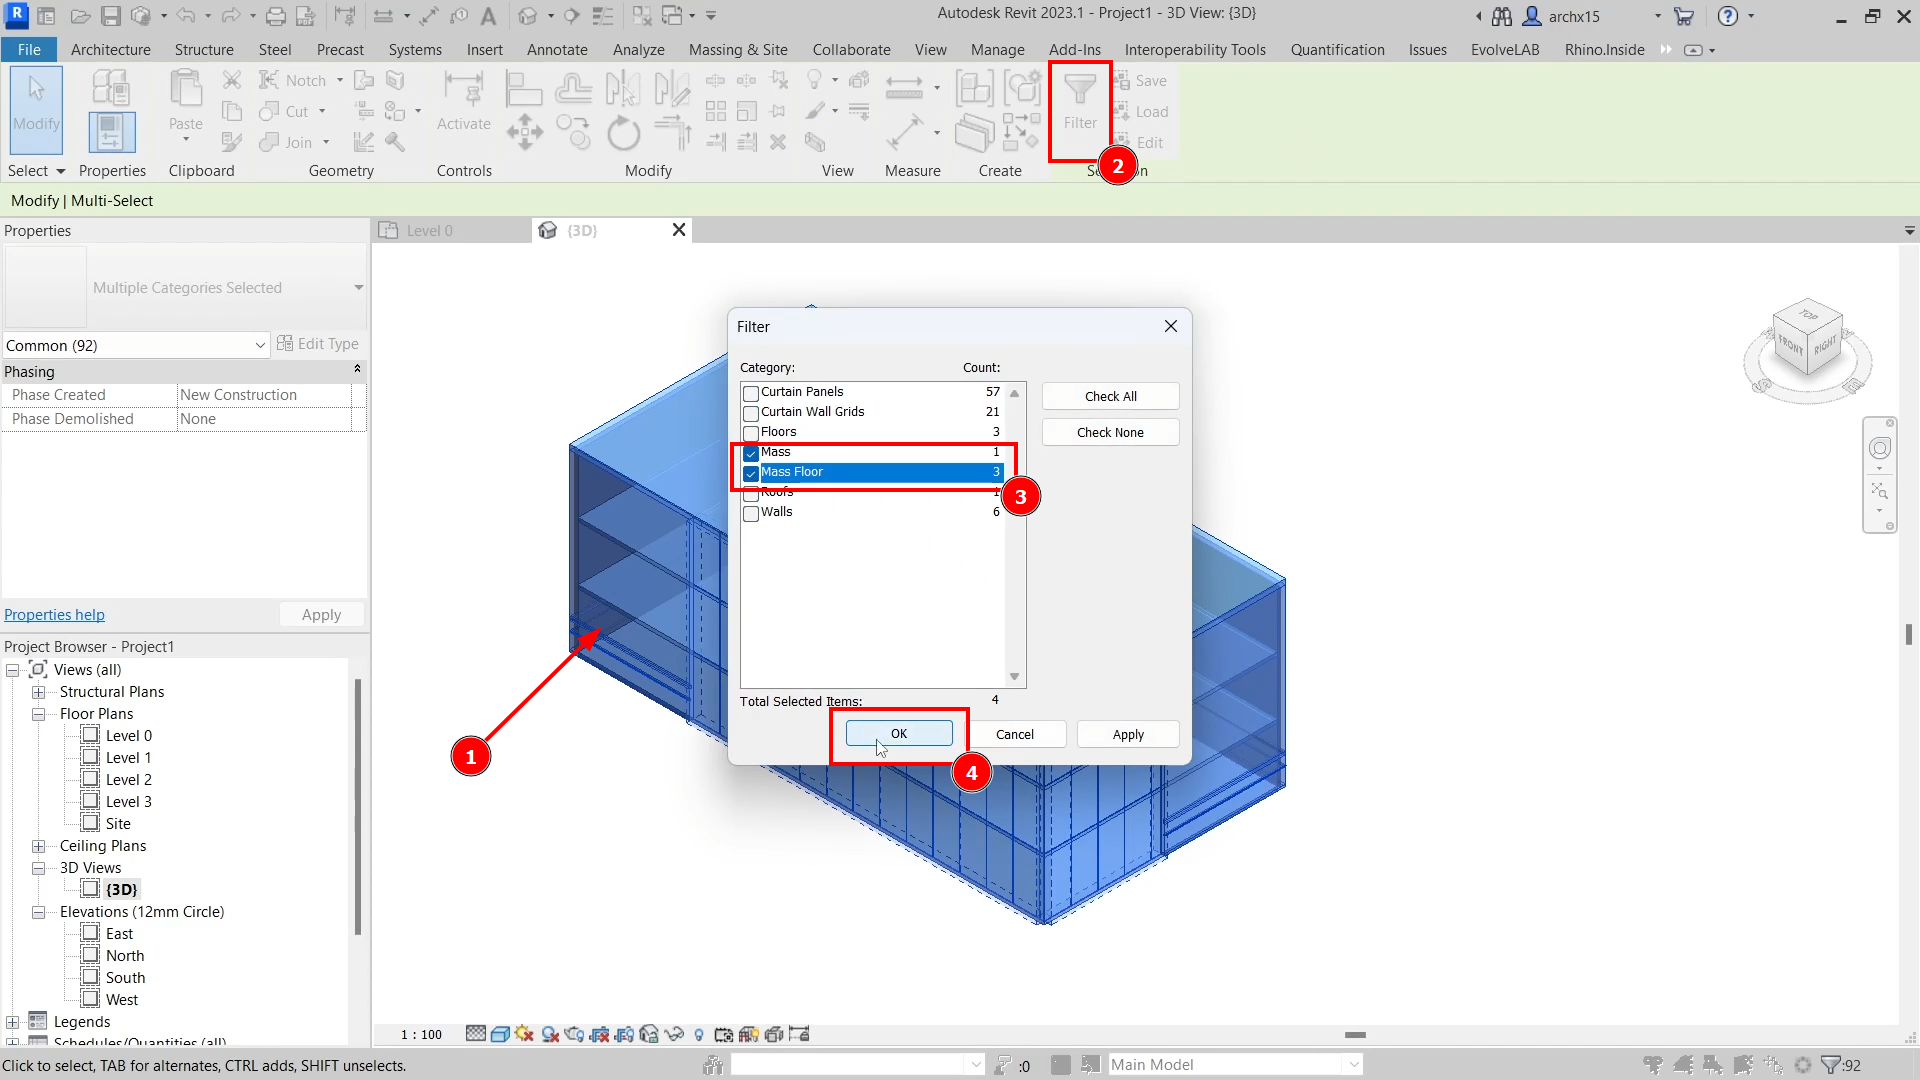 Autodesk Revit 2023.1 - Project1 - 3D View: {3D}
archx15
File Architecture Structure Steel Precast Systems Insert Annotate Analyze Massing & Site Collaborate View Manage Add-Ins Interoperability Tools Quantification Issues EvolveLAB Rhino.Inside
Modify
Paste
Notch
Cut
Join
Activate
Filter
Save
Load
Edit
Select Properties Clipboard Geometry Controls Modify View Measure Create
2
Modify | Multi-Select
Properties
Level 0
{3D}
Multiple Categories Selected
Common (92)
Edit Type
Phasing
Phase Created New Construction
Phase Demolished None
Properties help
Apply
Project Browser - Project1
Views (all)
Structural Plans
Floor Plans
Level 0
Level 1
Level 2
Level 3
Site
Ceiling Plans
3D Views
{3D}
Elevations (12mm Circle)
East
North
South
West
Legends
Schedules/Quantities (all)
Filter
Category: Count:
Curtain Panels 57
Curtain Wall Grids 21
Floors 3
Mass 1
Mass Floor 3
Roofs 1
Walls 6
Check All
Check None
3
Total Selected Items: 4
OK
Cancel
Apply
4
1
TOP
FRONT
RIGHT
S
E
1 : 100
Click to select, TAB for alternates, CTRL adds, SHIFT unselects.
:0
Main Model
:92